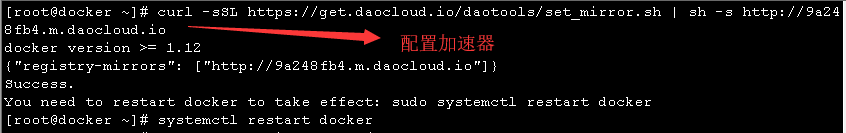 [root@docker ~]# curl -sSL https://get.daocloud.io/daotools/set_mirror.sh | sh -s http://9a24
8fb4.m.daocloud.io
配置加速器
docker version >= 1.12
{"registry-mirrors": ["http://9a248fb4.m.daocloud.io"]}
Success.
You need to restart docker to take effect: sudo systemctl restart docker
[root@docker ~]# systemctl restart docker